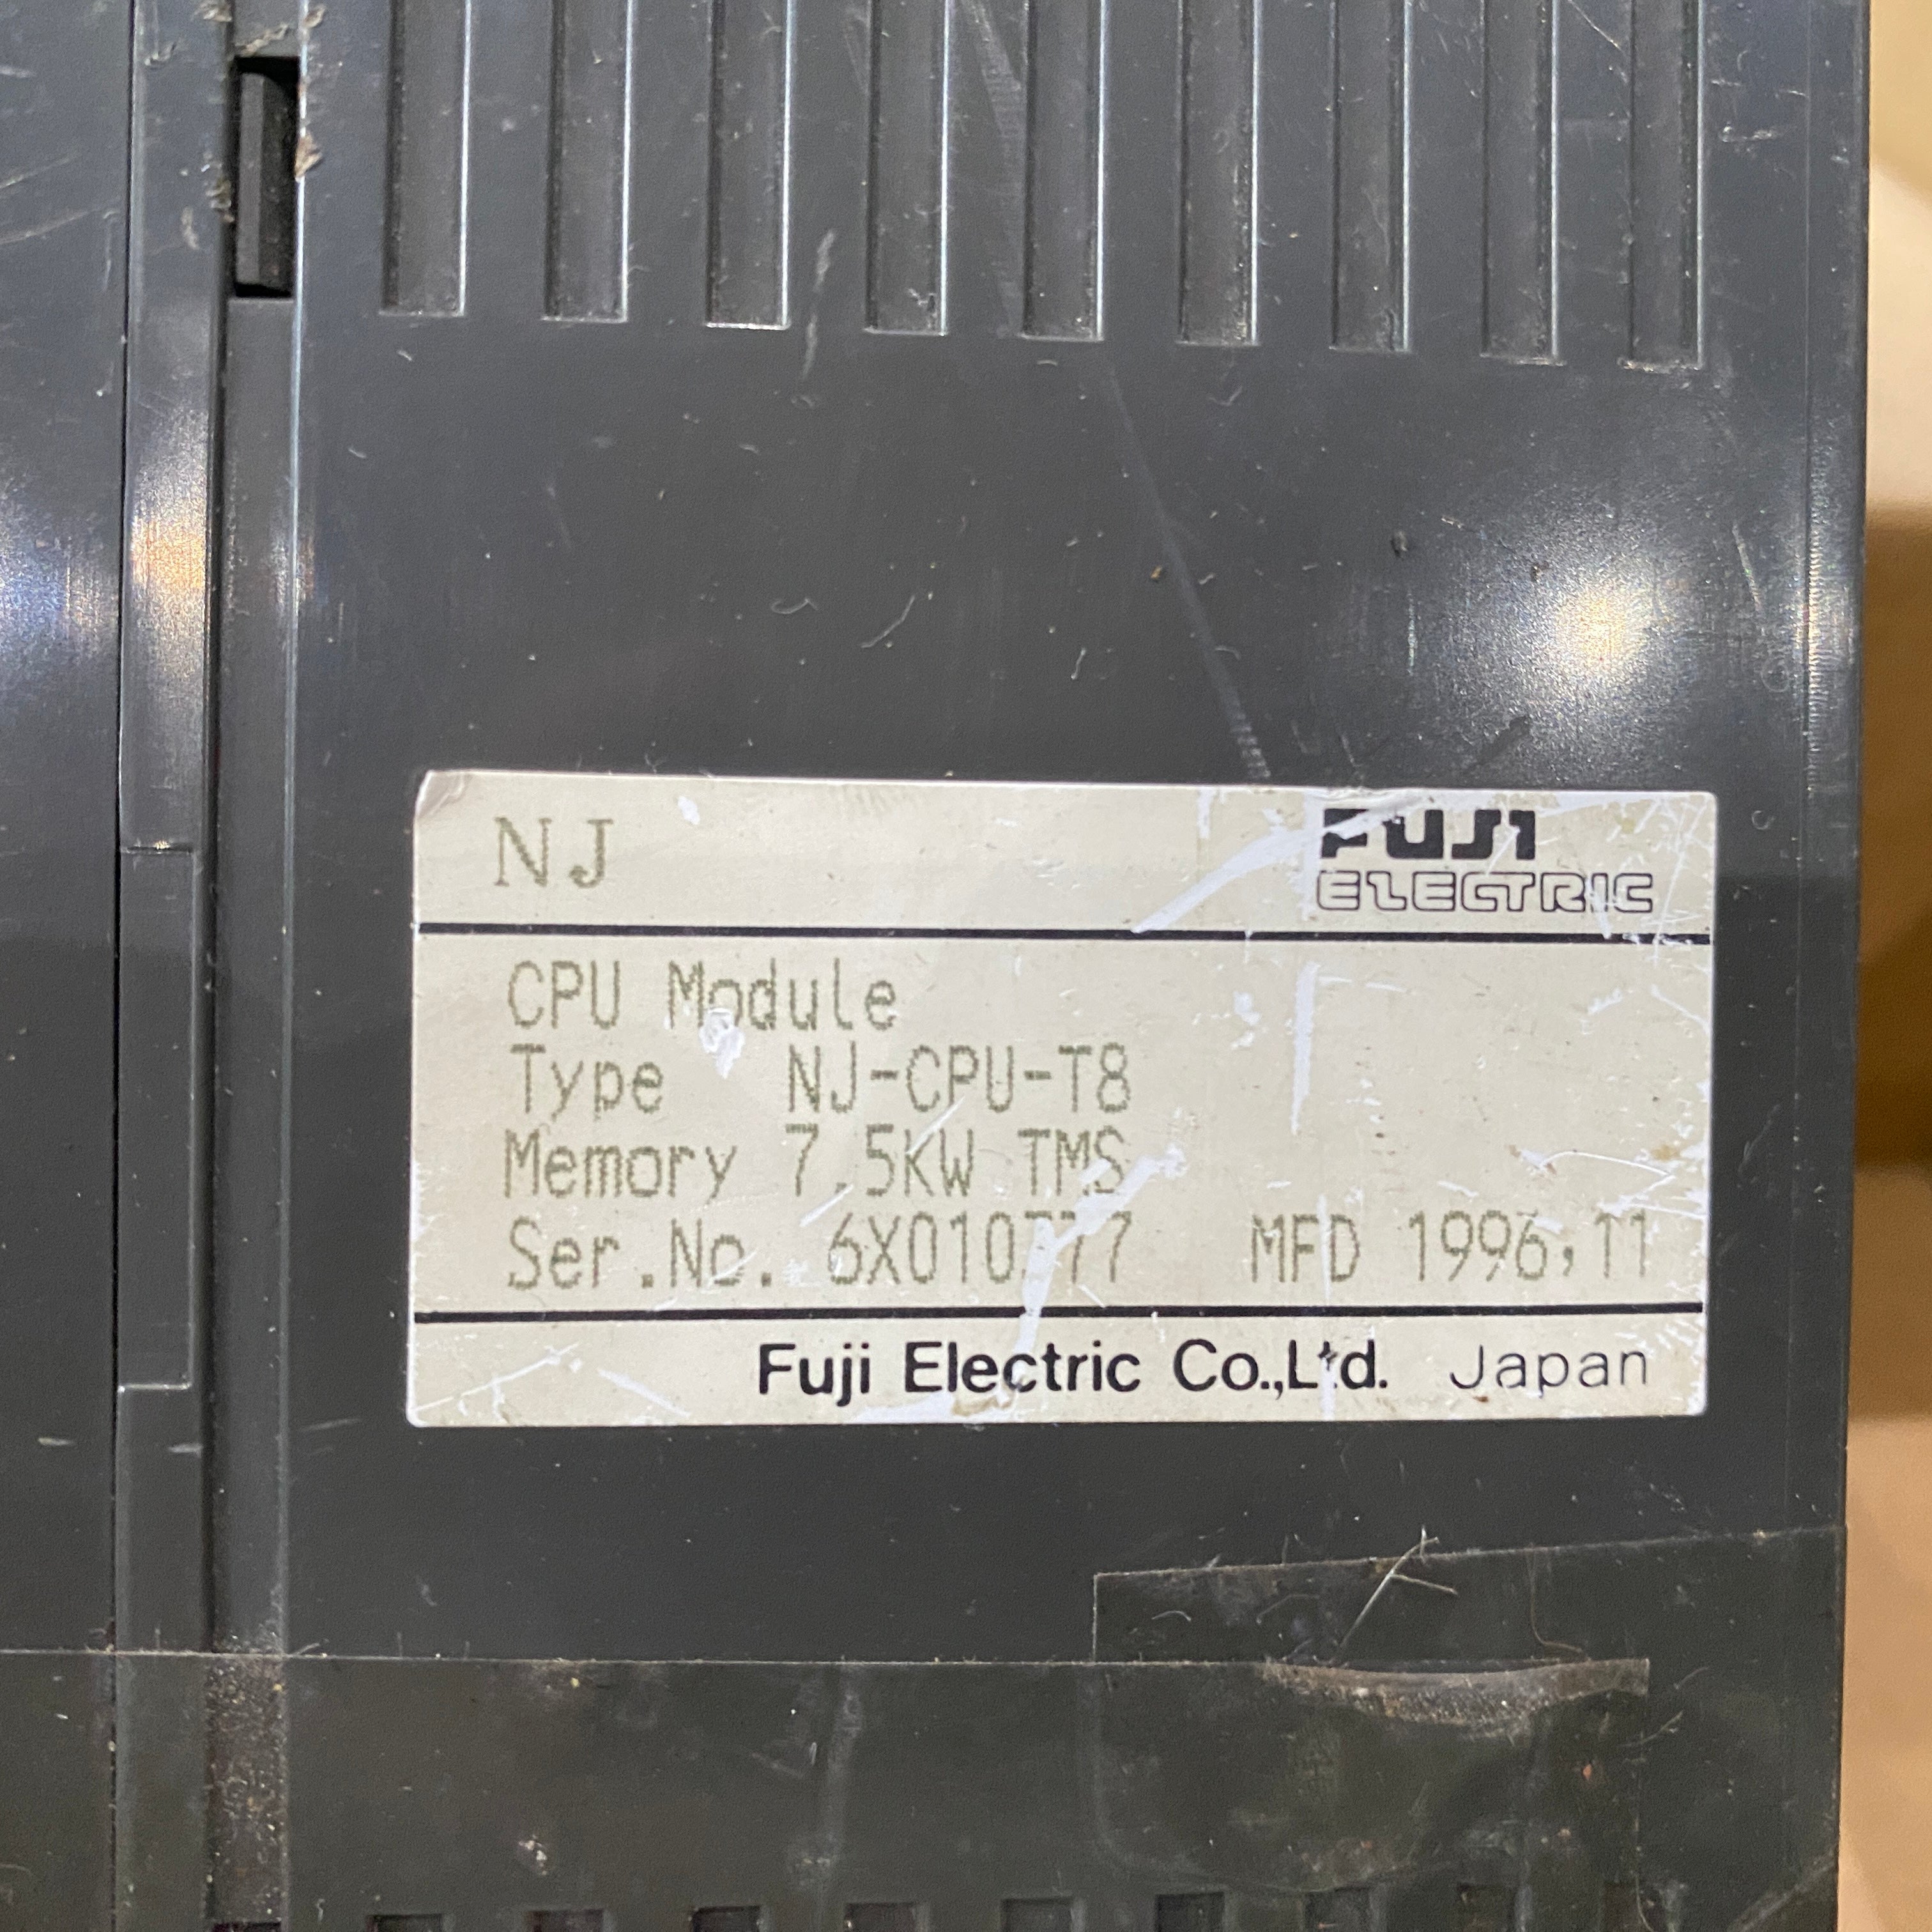 NJ
FUJI
ELECTRIC
CPU Module
Type NJ-CPU-T8
Memory 7.5KW TMS
Ser.No. MFD 1996,11
Fuji Electric Co.,Ltd. Japan